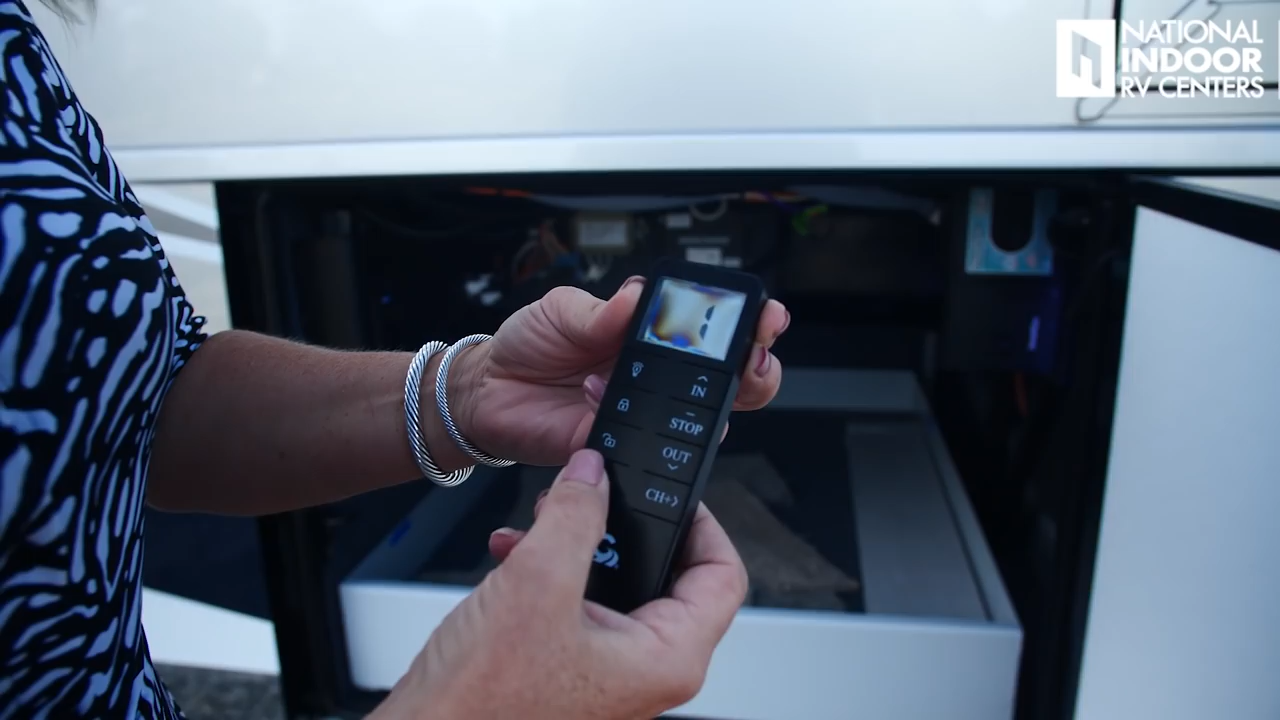 NATIONAL
INDOOR
RV CENTERS
IN
STOP
OUT
CH+